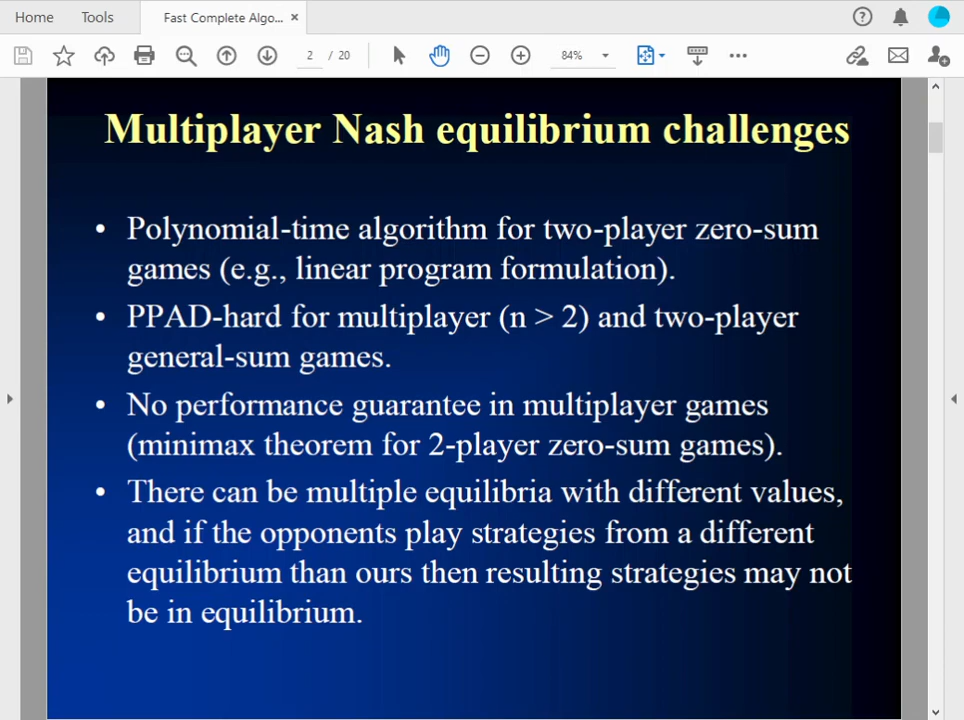 Home Tools Fast Complete Algo... ×
2 / 20 84%
Multiplayer Nash equilibrium challenges
• Polynomial-time algorithm for two-player zero-sum
games (e.g., linear program formulation).
• PPAD-hard for multiplayer (n > 2) and two-player
general-sum games.
• No performance guarantee in multiplayer games
(minimax theorem for 2-player zero-sum games).
• There can be multiple equilibria with different values,
and if the opponents play strategies from a different
equilibrium than ours then resulting strategies may not
be in equilibrium.